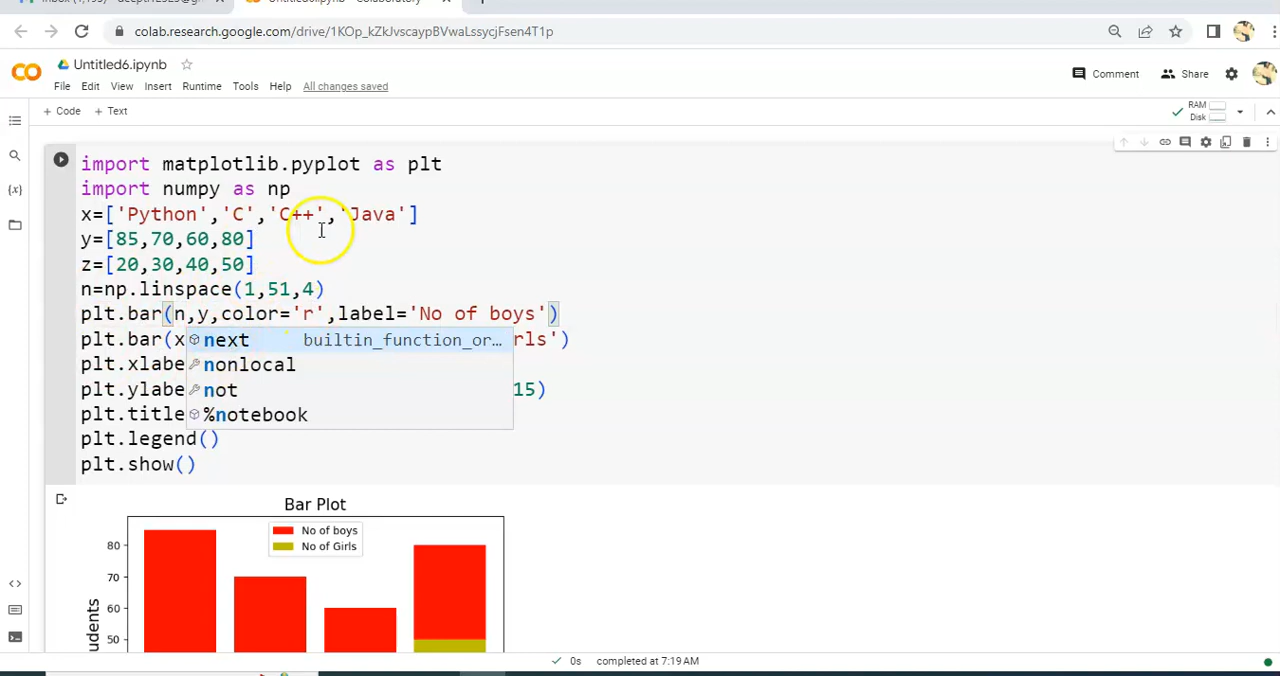 colab.research.google.com/drive/1KOp_kZkJvscaypBVwaLssycjFsen4T1p
Untitled6.ipynb
Comment
Share
File Edit View Insert Runtime Tools Help All changes saved
+ Code + Text
RAM
Disk
import matplotlib.pyplot as plt
import numpy as np
x=['Python','C','C++','Java']
y=[85,70,60,80]
z=[20,30,40,50]
n=np.linspace(1,51,4)
plt.bar(n,y,color='r',label='No of boys')
plt.bar(x
rls')
next builtin_function_or…
plt.xlabe
nonlocal
plt.ylabe
not
15)
plt.title
%notebook
plt.legend()
plt.show()
Bar Plot
No of boys
No of Girls
80
70
60
50
udents
0s completed at 7:19 AM